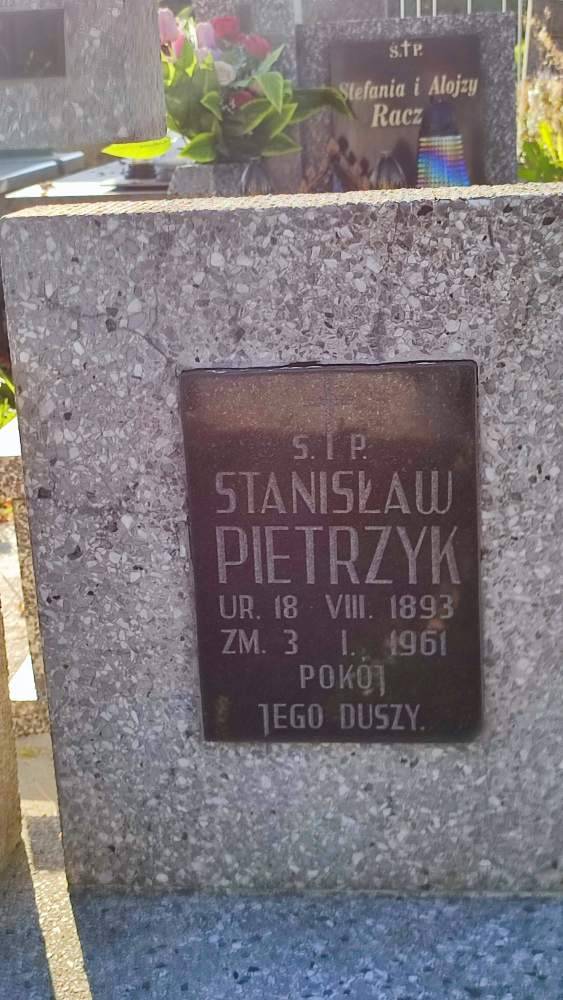 Ś.✝P.
Stefania i Alojzy
Racz
S. I P.
STANISŁAW
PIETRZYK
UR. 18 VIII. 1893
ZM. 3 I. 1961
POKÓJ
JEGO DUSZY.